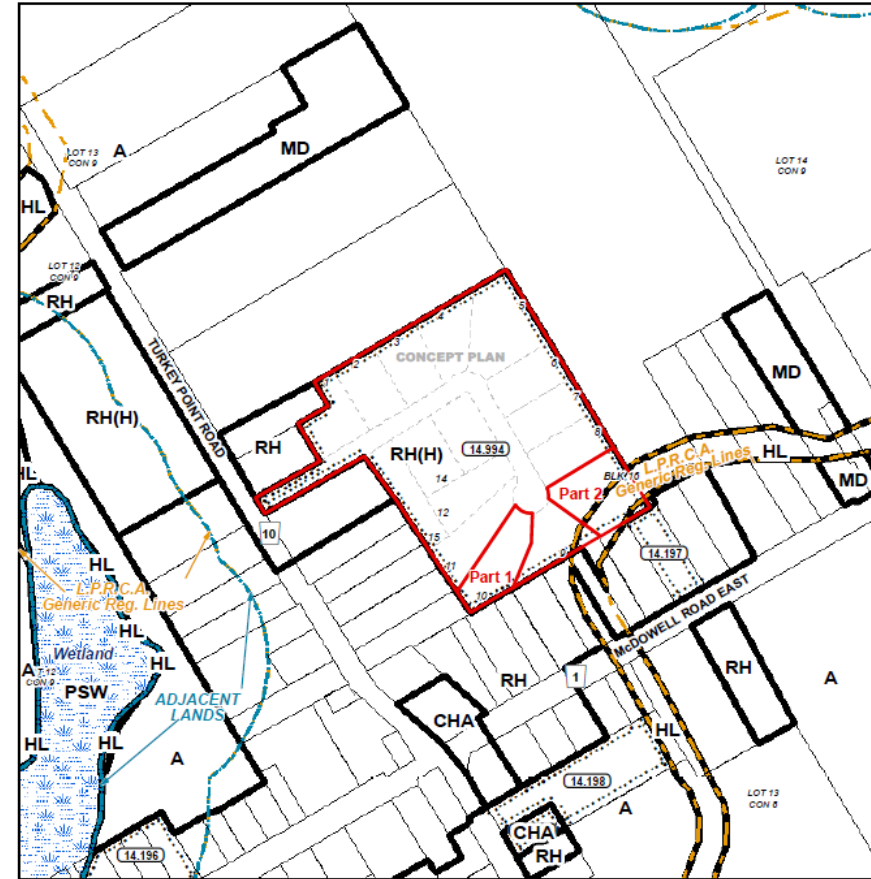 LOT 13
CON 9
A
MD
LOT 14
CON 9
HL
LOT 12
CON 9
RH
TURKEY POINT ROAD
RH(H)
CONCEPT PLAN
1
2
3
4
5
6
7
8
MD
RH
RH(H)
14.994
14
12
15
11
10
9
BLK 16
Part 2
Part 1
L.P.R.C.A.
Generic Reg. Lines
HL
MD
10
14.197
McDOWELL ROAD EAST
HL
HL
L.P.R.C.A.
Generic Reg. Lines
HL
Wetland
HL
A
CON 9
PSW
ADJACENT
LANDS
HL
HL
A
RH
1
RH
A
CHA
HL
14.198
A
LOT 13
CON 8
CHA
RH
14.196